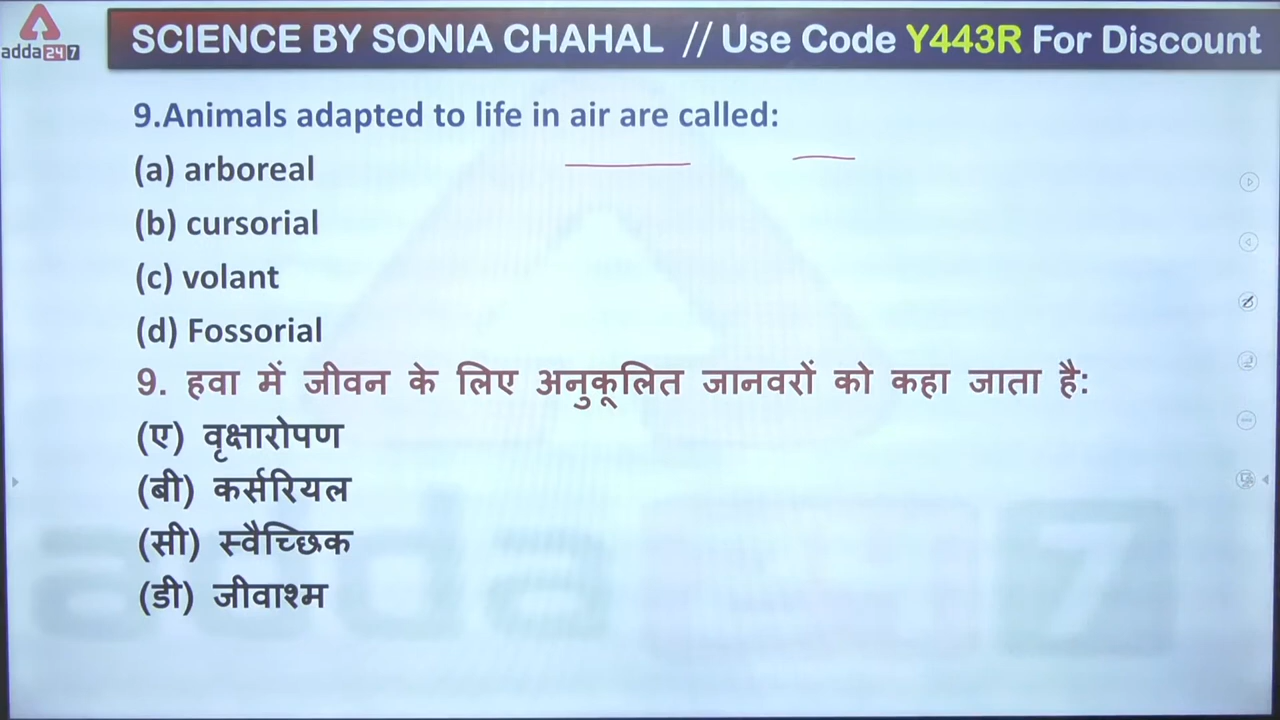 adda247
SCIENCE BY SONIA CHAHAL // Use Code Y443R For Discount
9.Animals adapted to life in air are called:
(a) arboreal
(b) cursorial
(c) volant
(d) Fossorial
9. हवा में जीवन के लिए अनुकूलित जानवरों को कहा जाता है:
(ए) वृक्षारोपण
(बी) कर्सरियल
(सी) स्वैच्छिक
(डी) जीवाश्म
adda247